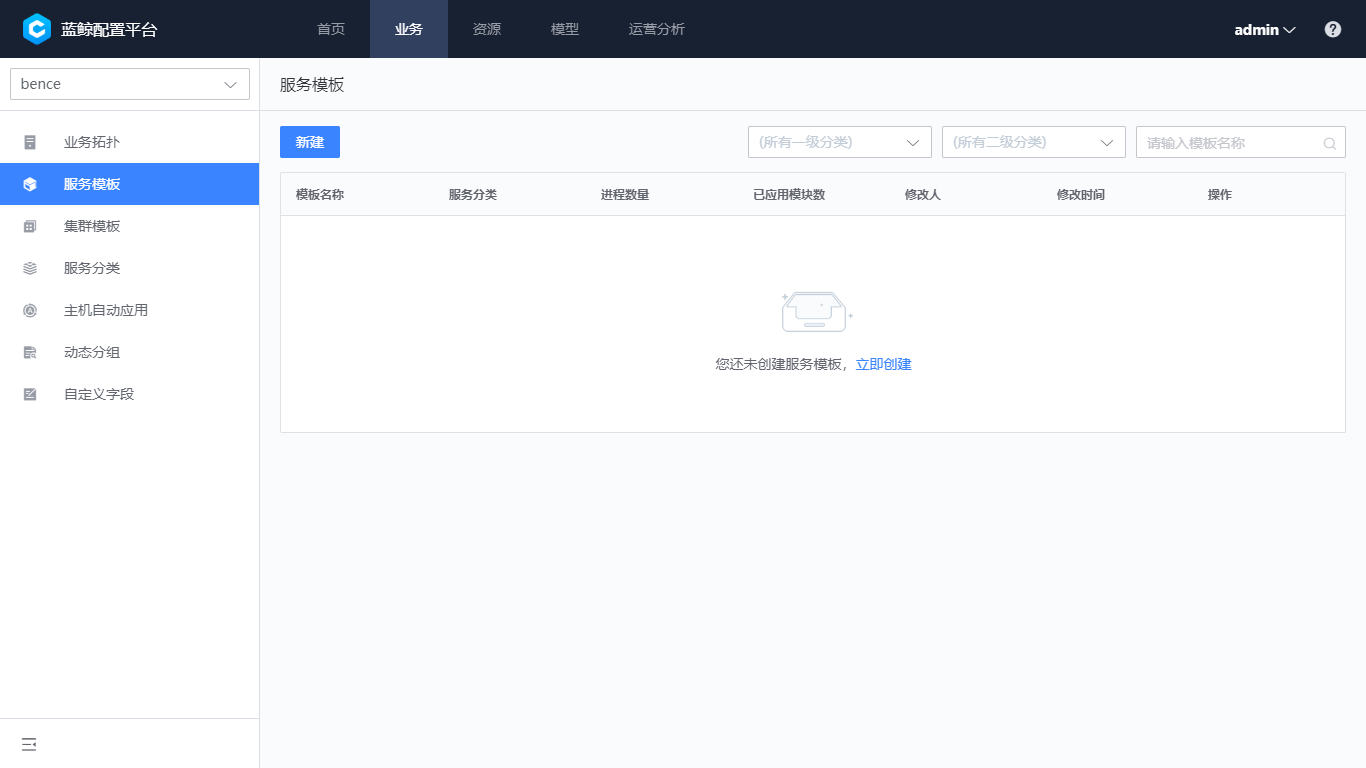 蓝鲸配置平台
首页
业务
资源
模型
运营分析
admin
bence
业务拓扑
服务模板
集群模板
服务分类
主机自动应用
动态分组
自定义字段
服务模板
新建
(所有一级分类)
(所有二级分类)
请输入模板名称
模板名称 服务分类 进程数量 已应用模块数 修改人 修改时间 操作
您还未创建服务模板，立即创建